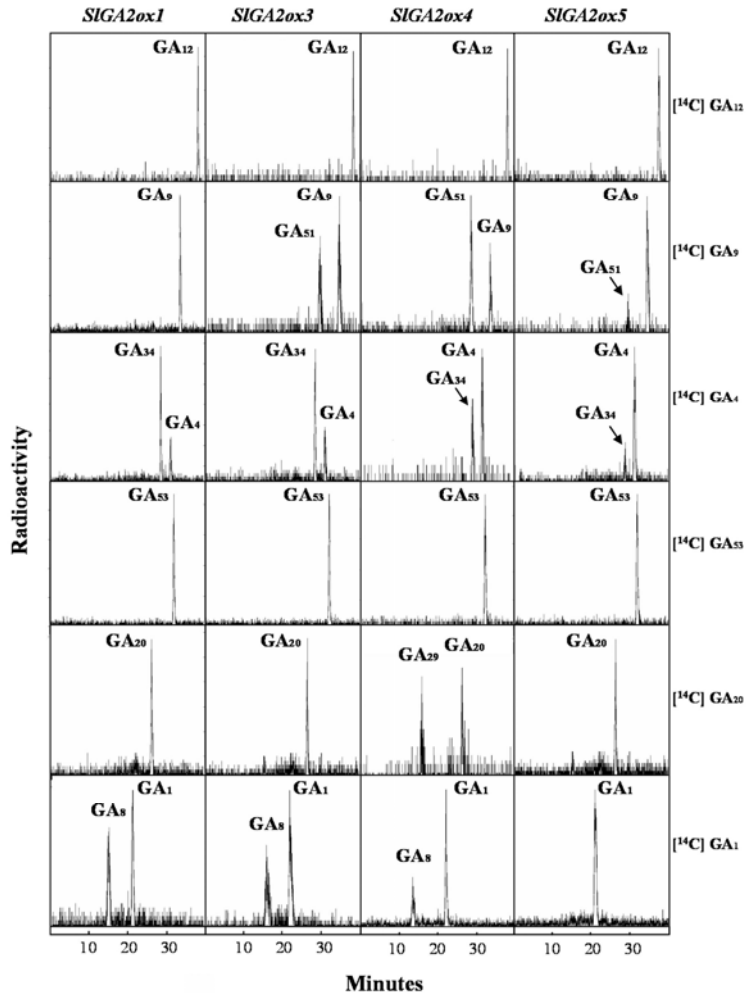 SlGA2ox1 SlGA2ox3 SlGA2ox4 SlGA2ox5
GA12 GA12 GA12 GA12 [14C] GA12
GA9 GA51 GA9 GA51 GA9 GA51 GA9 [14C] GA9
GA34 GA4 GA34 GA4 GA34 GA4 GA34 GA4 [14C] GA4
GA53 GA53 GA53 GA53 [14C] GA53
GA20 GA20 GA29 GA20 GA20 [14C] GA20
GA8 GA1 GA8 GA1 GA8 GA1 GA1 [14C] GA1
Radioactivity
10 20 30 10 20 30 10 20 30 10 20 30
Minutes